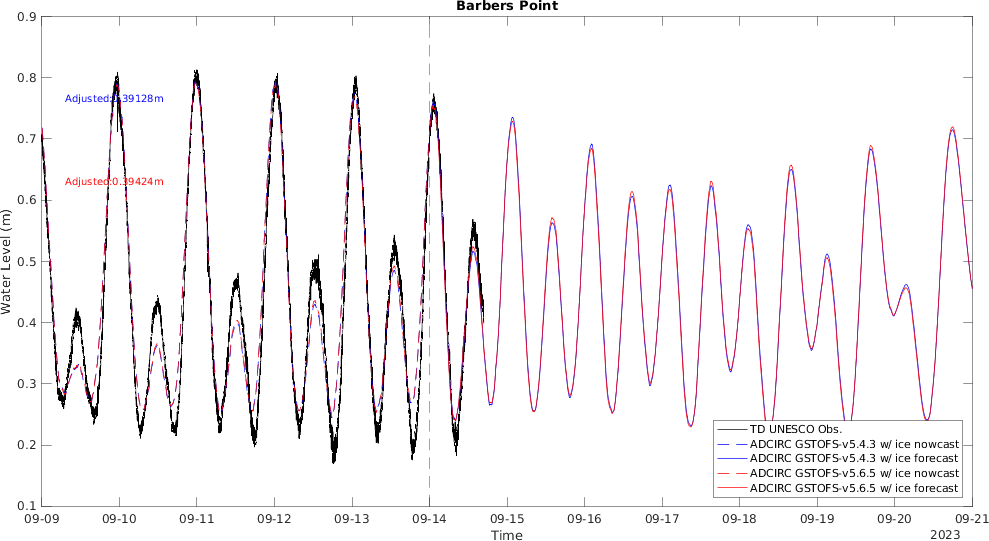 Barbers Point
0.9
0.8
0.7
0.6
0.5
0.4
0.3
0.2
0.1
Water Level (m)
Adjusted:0.39128m
Adjusted:0.39424m
TD UNESCO Obs.
ADCIRC GSTOFS-v5.4.3 w/ ice nowcast
ADCIRC GSTOFS-v5.4.3 w/ ice forecast
ADCIRC GSTOFS-v5.6.5 w/ ice nowcast
ADCIRC GSTOFS-v5.6.5 w/ ice forecast
09-09 09-10 09-11 09-12 09-13 09-14 09-15 09-16 09-17 09-18 09-19 09-20 09-21
Time
2023